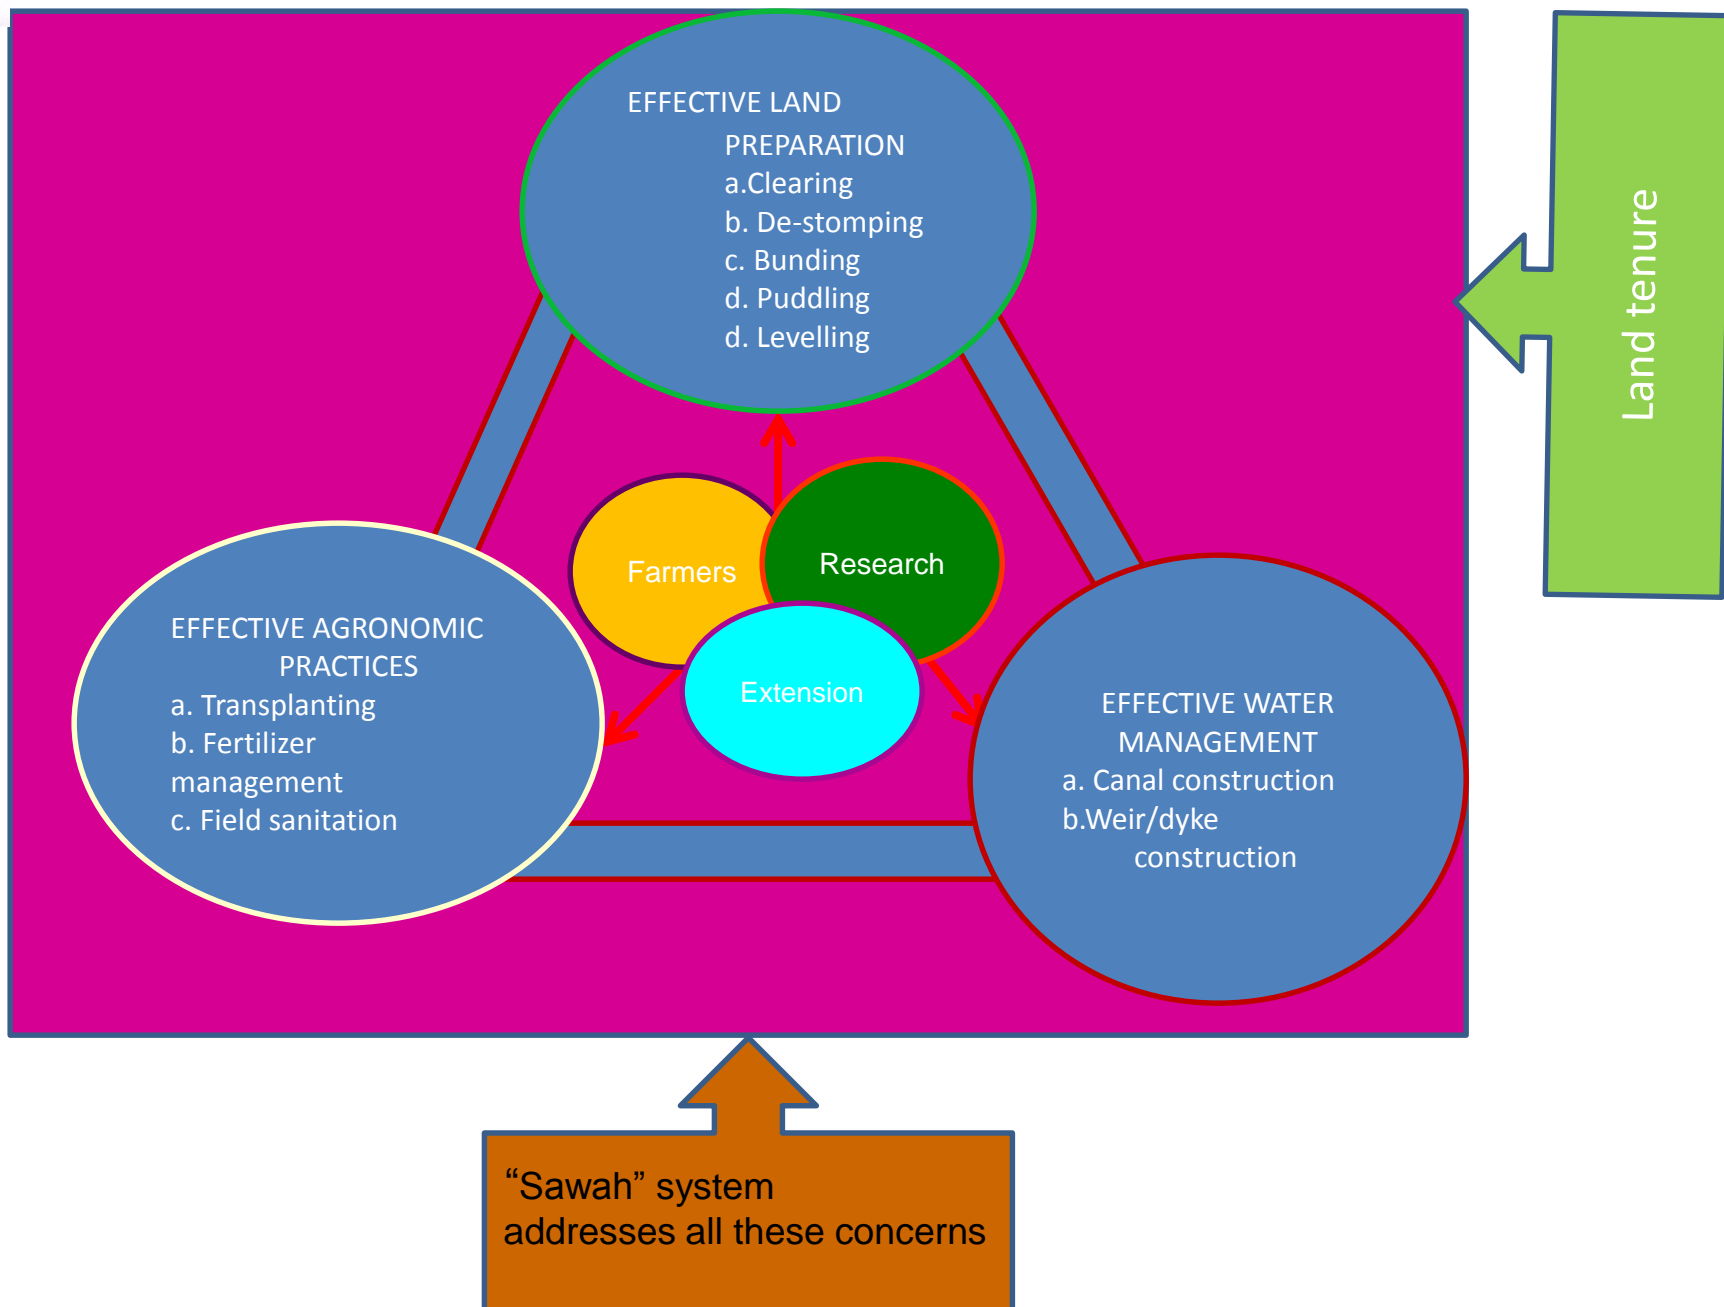 EFFECTIVE LAND
PREPARATION
a.Clearing
b. De-stomping
c. Bunding
d. Puddling
d. Levelling
Land tenure
Farmers
Research
Extension
EFFECTIVE AGRONOMIC
PRACTICES
a. Transplanting
b. Fertilizer
management
c. Field sanitation
EFFECTIVE WATER
MANAGEMENT
a. Canal construction
b.Weir/dyke
construction
“Sawah” system
addresses all these concerns